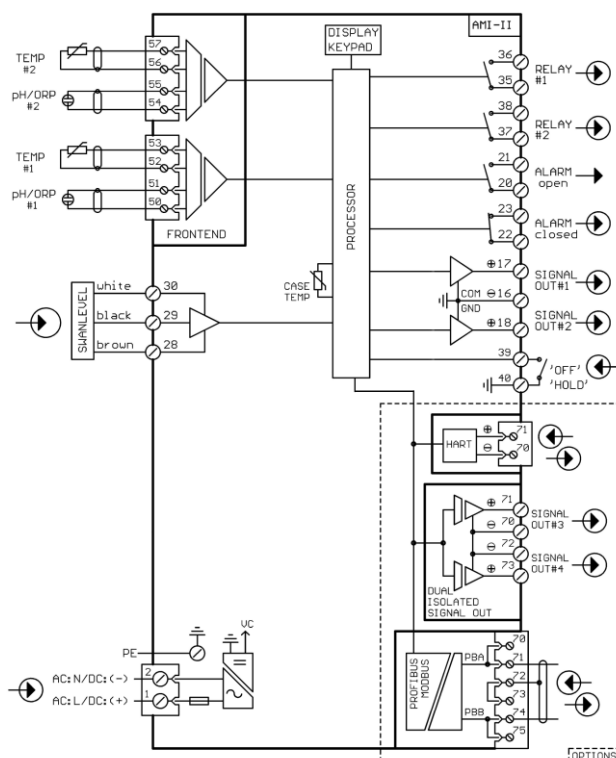 AMI-II
DISPLAY
KEYPAD
TEMP
#2
57
56
pH/ORP
#2
55
54
TEMP
#1
53
52
pH/ORP
#1
51
50
FRONTEND
PROCESSOR
CASE
TEMP
36
35
RELAY
#1
38
37
RELAY
#2
21
20
ALARM
open
23
22
ALARM
closed
⊕17
SIGNAL
OUT#1
COM ⊖16
GND
⊕18
SIGNAL
OUT#2
39
40
'OFF'
'HOLD'
SWANLEVEL
white
30
black
29
brown
28
HART
⊕
71
⊖
70
⊕ 71
⊖ 70
SIGNAL
OUT#3
⊖ 72
⊕ 73
SIGNAL
OUT#4
DUAL
ISOLATED
SIGNAL OUT
VC
PE
AC:N/DC:(-)
2
AC:L/DC:(+)
1
PROFIBUS
MODBUS
PBA
PBB
70
71
72
73
74
75
OPTIONS